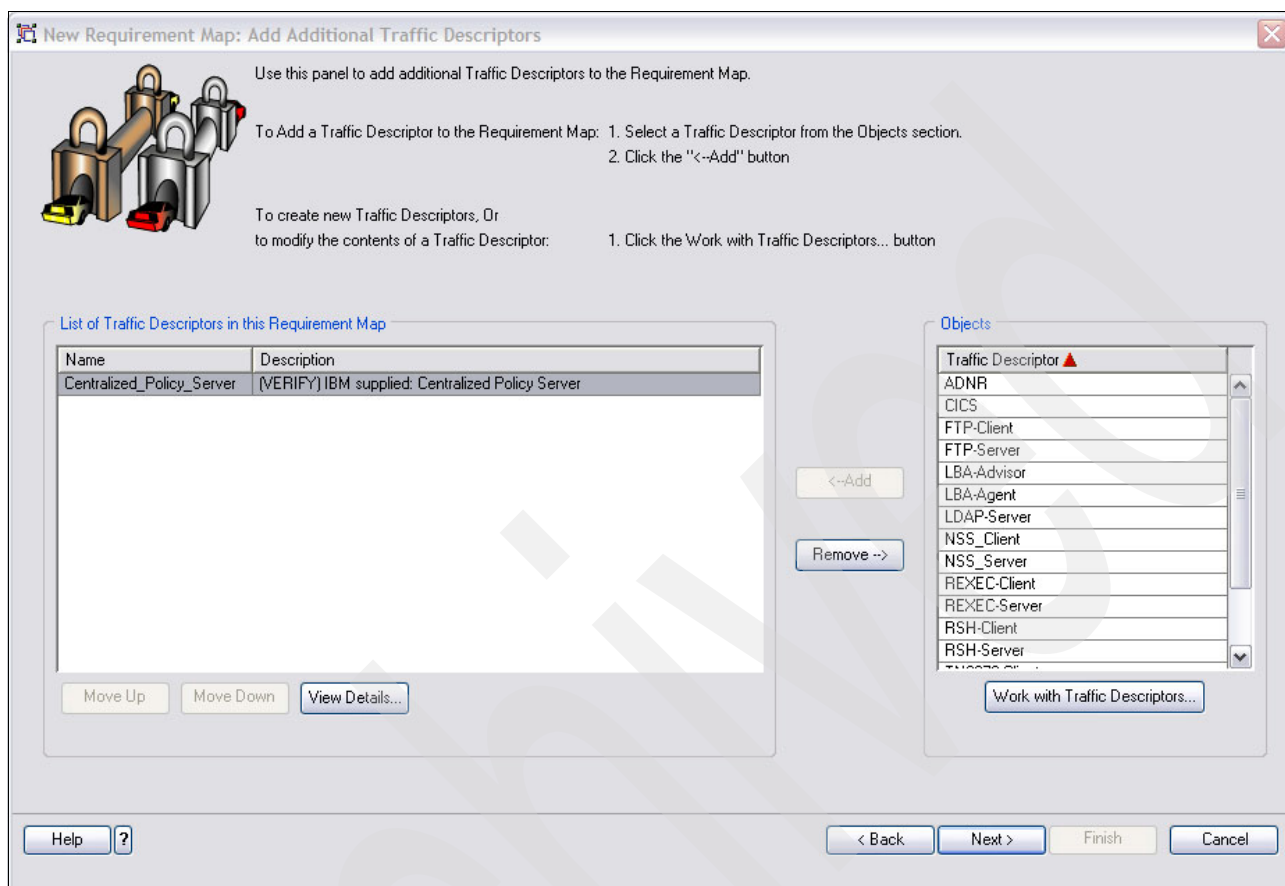 New Requirement Map: Add Additional Traffic Descriptors
Use this panel to add additional Traffic Descriptors to the Requirement Map.
To Add a Traffic Descriptor to the Requirement Map: 1. Select a Traffic Descriptor from the Objects section.
2. Click the "<--Add" button
To create new Traffic Descriptors, Or
to modify the contents of a Traffic Descriptor: 1. Click the Work with Traffic Descriptors... button
List of Traffic Descriptors in this Requirement Map
Name Description
Centralized_Policy_Server (VERIFY) IBM supplied: Centralized Policy Server
Move Up Move Down View Details...
<--Add
Remove -->
Objects
Traffic Descriptor
ADNR
CICS
FTP-Client
FTP-Server
LBA-Advisor
LBA-Agent
LDAP-Server
NSS_Client
NSS_Server
REXEC-Client
REXEC-Server
RSH-Client
RSH-Server
Work with Traffic Descriptors...
Help ? < Back Next > Finish Cancel